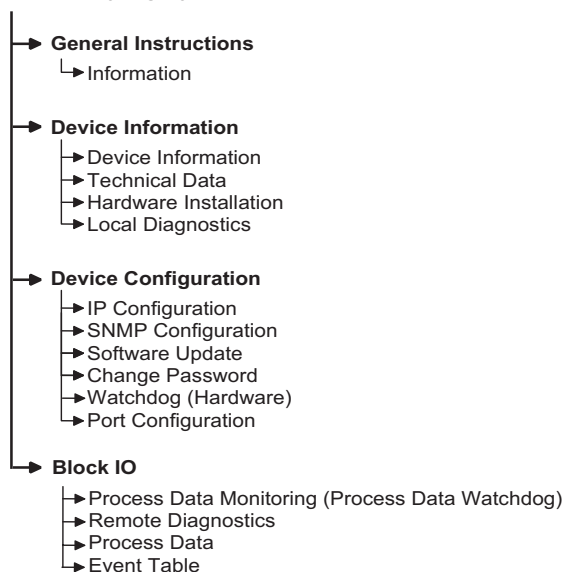 General Instructions
Information
Device Information
Device Information
Technical Data
Hardware Installation
Local Diagnostics
Device Configuration
IP Configuration
SNMP Configuration
Software Update
Change Password
Watchdog (Hardware)
Port Configuration
Block IO
Process Data Monitoring (Process Data Watchdog)
Remote Diagnostics
Process Data
Event Table